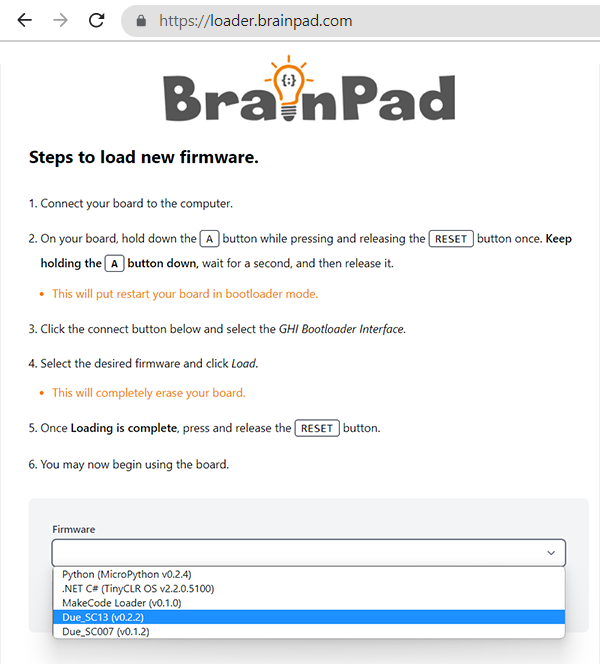 https://loader.brainpad.com
BrainPad
Steps to load new firmware.
1. Connect your board to the computer.
2. On your board, hold down the A button while pressing and releasing the RESET button once. Keep
holding the A button down, wait for a second, and then release it.
• This will put restart your board in bootloader mode.
3. Click the connect button below and select the GHI Bootloader Interface.
4. Select the desired firmware and click Load.
• This will completely erase your board.
5. Once Loading is complete, press and release the RESET button.
6. You may now begin using the board.
Firmware
Python (MicroPython v0.2.4)
.NET C# (TinyCLR OS v2.2.0.5100)
MakeCode Loader (v0.1.0)
Due_SC13 (v0.2.2)
Due_SC007 (v0.1.2)